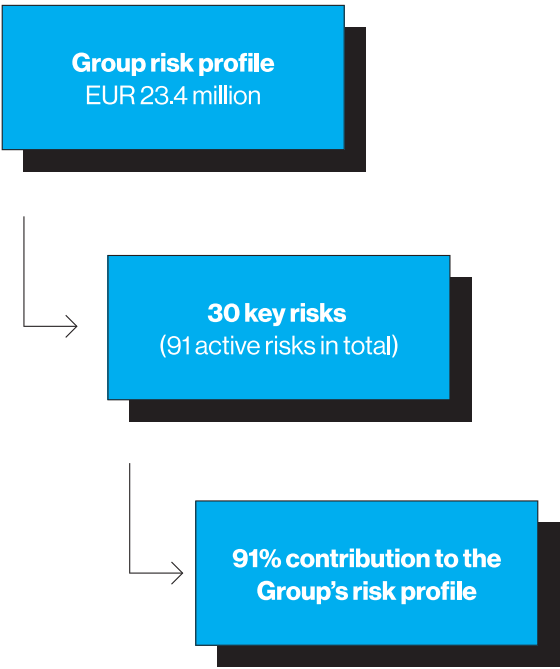 Group risk profile
EUR 23.4 million
30 key risks
(91 active risks in total)
91% contribution to the
Group’s risk profile